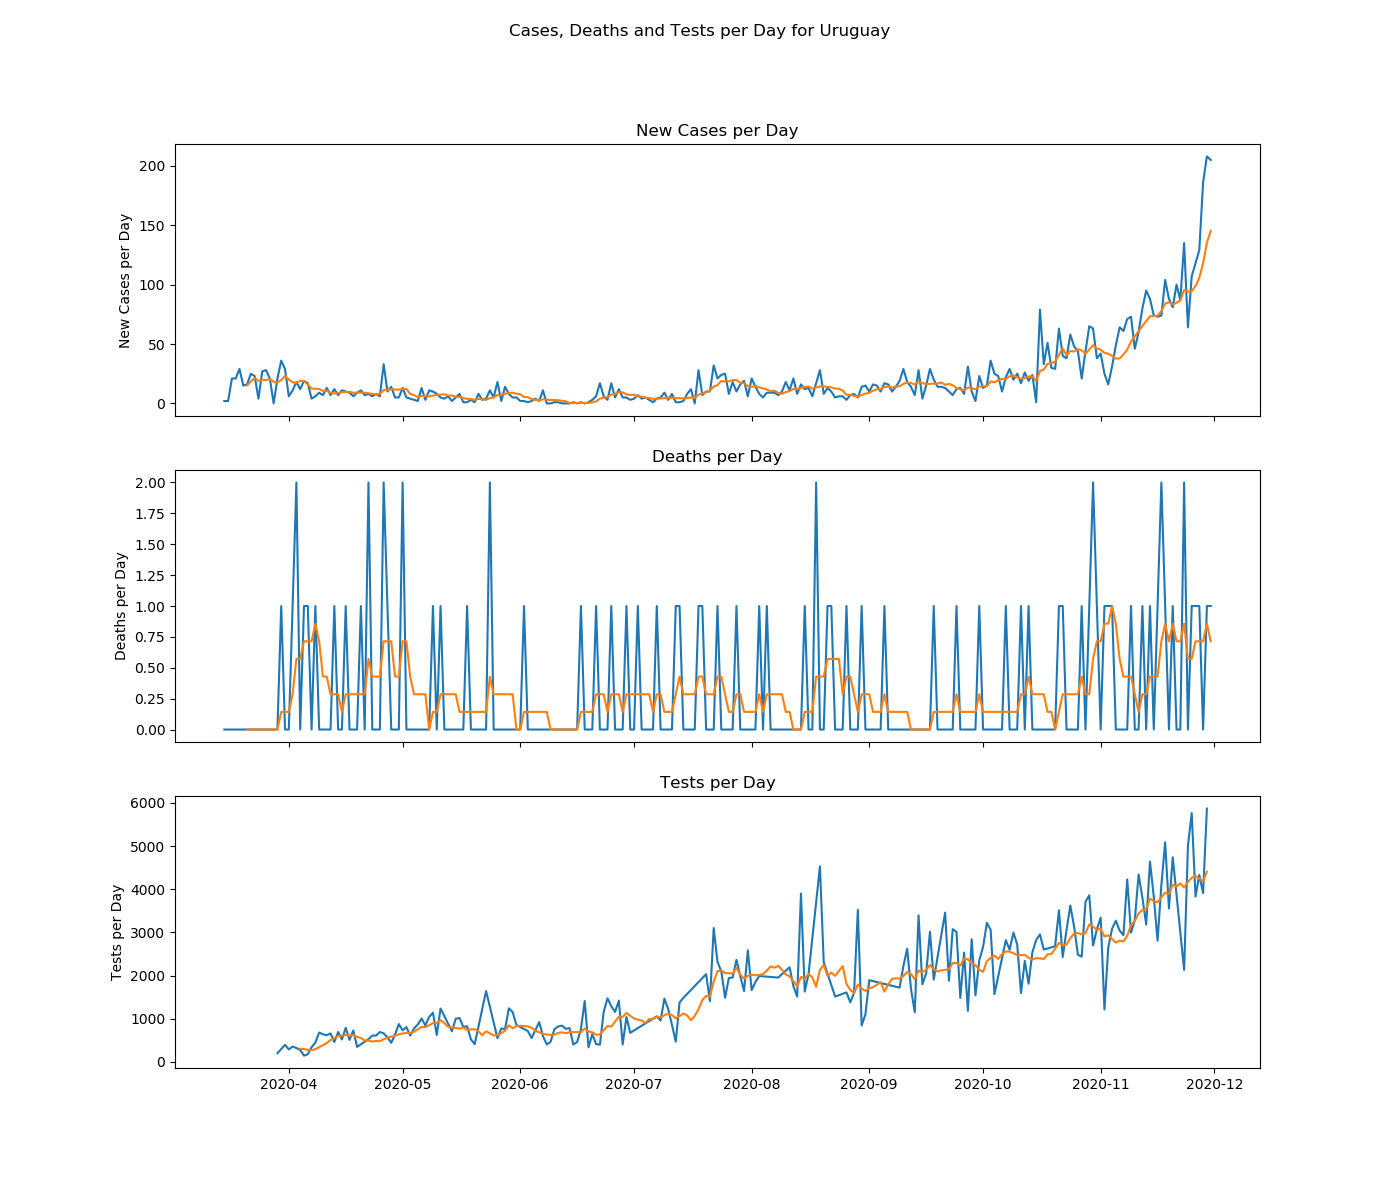 Cases, Deaths and Tests per Day for Uruguay
New Cases per Day
New Cases per Day
200
150
100
50
0
Deaths per Day
Deaths per Day
2.00
1.75
1.50
1.25
1.00
0.75
0.50
0.25
0.00
Tests per Day
Tests per Day
6000
5000
4000
3000
2000
1000
0
2020-04 2020-05 2020-06 2020-07 2020-08 2020-09 2020-10 2020-11 2020-12